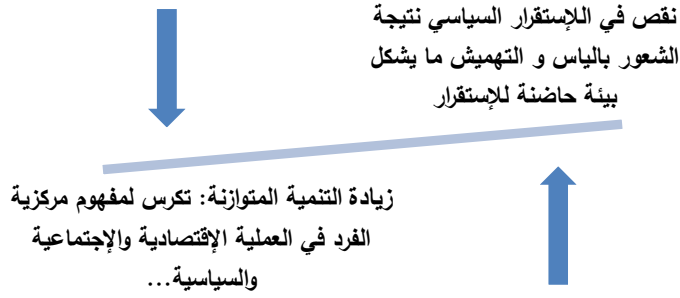 نقص في اللإستقرار السياسي نتيجة
الشعور بالياس و التهميش ما يشكل
بيئة حاضنة للإستقرار
زيادة التنمية المتوازنة: تكرس لمفهوم مركزية
الفرد في العملية الإقتصادية والإجتماعية
والسياسية...